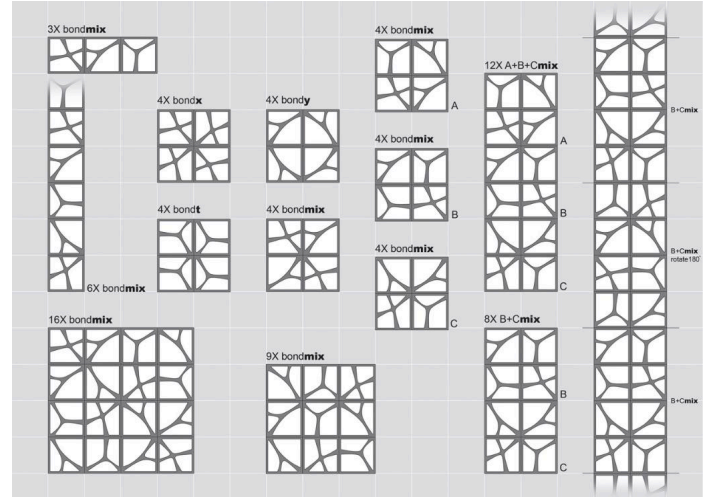 3X bondmix
4X bondmix
A
12X A+B+Cmix
A
B
C
B+Cmix
4X bondx
4X bondy
4X bondmix
B
4X bondt
4X bondmix
4X bondmix
C
B+Cmix
rotate180°
6X bondmix
16X bondmix
9X bondmix
8X B+Cmix
B
C
B+Cmix